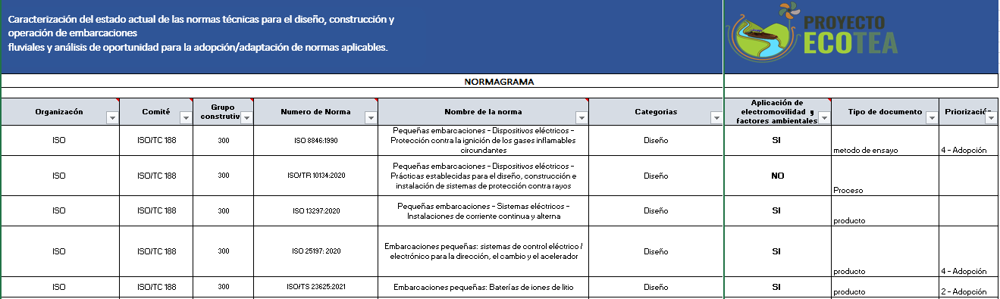 Caracterización del estado actual de las normas técnicas para el diseño, construcción y
operación de embarcaciones
fluviales y análisis de oportunidad para la adopción/adaptación de normas aplicables.
PROYECTO
ECOTEA
NORMAGRAMA
Organizacón Comité Grupo construtiv Numero de Norma Nombre de la norma Categorias Aplicación de electromovilidad y factores ambientales Tipo de documento Priorizació
ISO ISO/TC 188 300 ISO 8846:1990 Pequeñas embarcaciones – Dispositivos eléctricos –
Protección contra la ignición de los gases inflamables
circundantes
Diseño SI metodo de ensayo 4 – Adopción
ISO ISO/TC 188 300 ISO/TR 10134:2020 Pequeñas embarcaciones – Dispositivos eléctricos –
Prácticas establecidas para el diseño, construcción e
instalación de sistemas de protección contra rayos
Diseño NO Proceso
ISO ISO/TC 188 300 ISO 13297:2020 Pequeñas embarcaciones – Sistemas eléctricos –
Instalaciones de corriente continua y alterna
Diseño SI producto
ISO ISO/TC 188 300 ISO 25197: 2020 Embarcaciones pequeñas: sistemas de control eléctrico /
electrónico para la dirección, el cambio y el acelerador
Diseño SI producto 4 – Adopción
ISO ISO/TC 188 300 ISO/TS 23625:2021 Embarcaciones pequeñas: Baterías de iones de litio Diseño SI producto 2 – Adopción